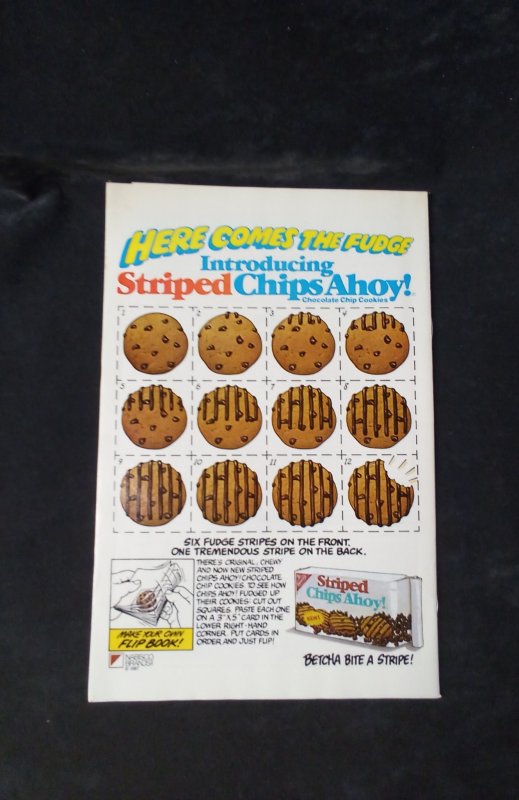 HERE COMES THE FUDGE
Introducing
Striped Chips Ahoy!
Chocolate Chip Cookies
1 2 3 4
5 6 7 8
9 10 11 12
SIX FUDGE STRIPES ON THE FRONT.
ONE TREMENDOUS STRIPE ON THE BACK.
THERE'S ORIGINAL, CHEWY
AND NOW NEW STRIPED
CHIPS AHOY! CHOCOLATE
CHIP COOKIES. TO SEE HOW
CHIPS AHOY! FUDGED UP
THEIR COOKIES: CUT OUT
SQUARES. PASTE EACH ONE
ON A 3"X 5" CARD IN THE
LOWER RIGHT-HAND
CORNER. PUT CARDS IN
ORDER AND JUST FLIP!
MAKE YOUR OWN
FLIP BOOK!
NABISCO
BRANDS
Striped
Chips Ahoy!
NEW!
BETCHA BITE A STRIPE!